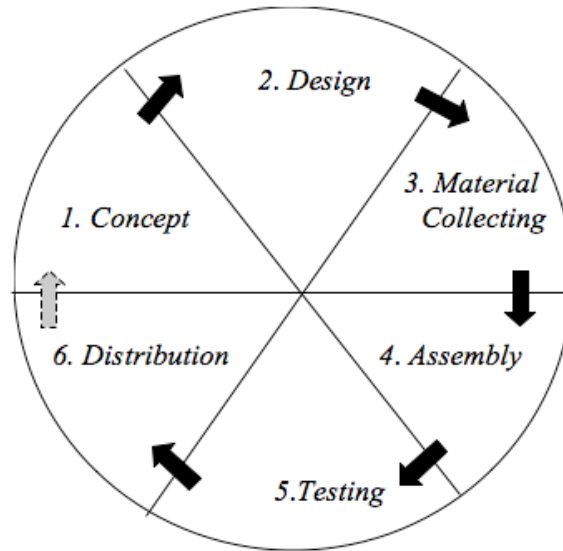 2. Design
3. Material
Collecting
1. Concept
6. Distribution
4. Assembly
5.Testing